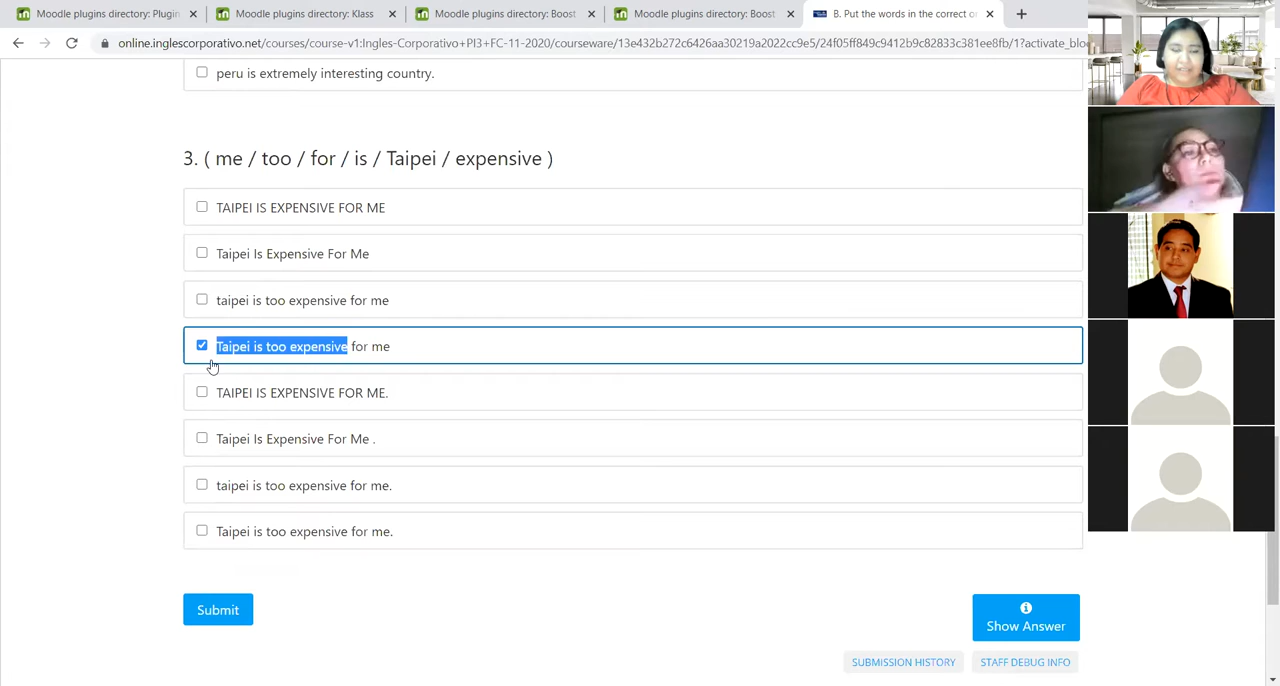 Moodle plugins directory: Plugin
Moodle plugins directory: Klass
Moodle plugins directory: Boost
Moodle plugins directory: Boost
B. Put the words in the correct or
online.inglescorporativo.net/courses/course-v1:Ingles-Corporativo+PI3+FC-11-2020/courseware/13e432b272c6426aa30219a2022cc9e5/24f05ff849c9412b9c82833c381ee8fb/1?activate_blo
peru is extremely interesting country.
3. ( me / too / for / is / Taipei / expensive )
TAIPEI IS EXPENSIVE FOR ME
Taipei Is Expensive For Me
taipei is too expensive for me
Taipei is too expensive for me
TAIPEI IS EXPENSIVE FOR ME.
Taipei Is Expensive For Me .
taipei is too expensive for me.
Taipei is too expensive for me.
Submit
Show Answer
SUBMISSION HISTORY
STAFF DEBUG INFO